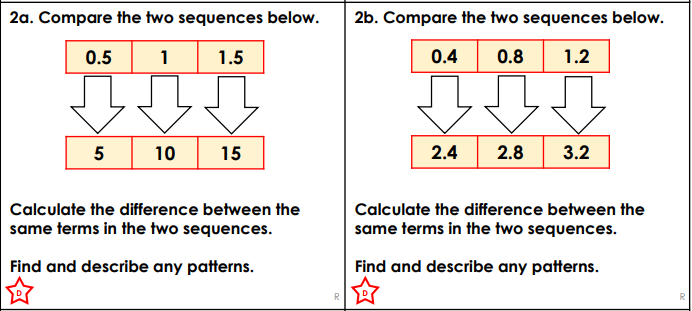 2a. Compare the two sequences below.
0.5 1 1.5
5 10 15
Calculate the difference between the
same terms in the two sequences.
Find and describe any patterns.
D
R
2b. Compare the two sequences below.
0.4 0.8 1.2
2.4 2.8 3.2
Calculate the difference between the
same terms in the two sequences.
Find and describe any patterns.
D
R